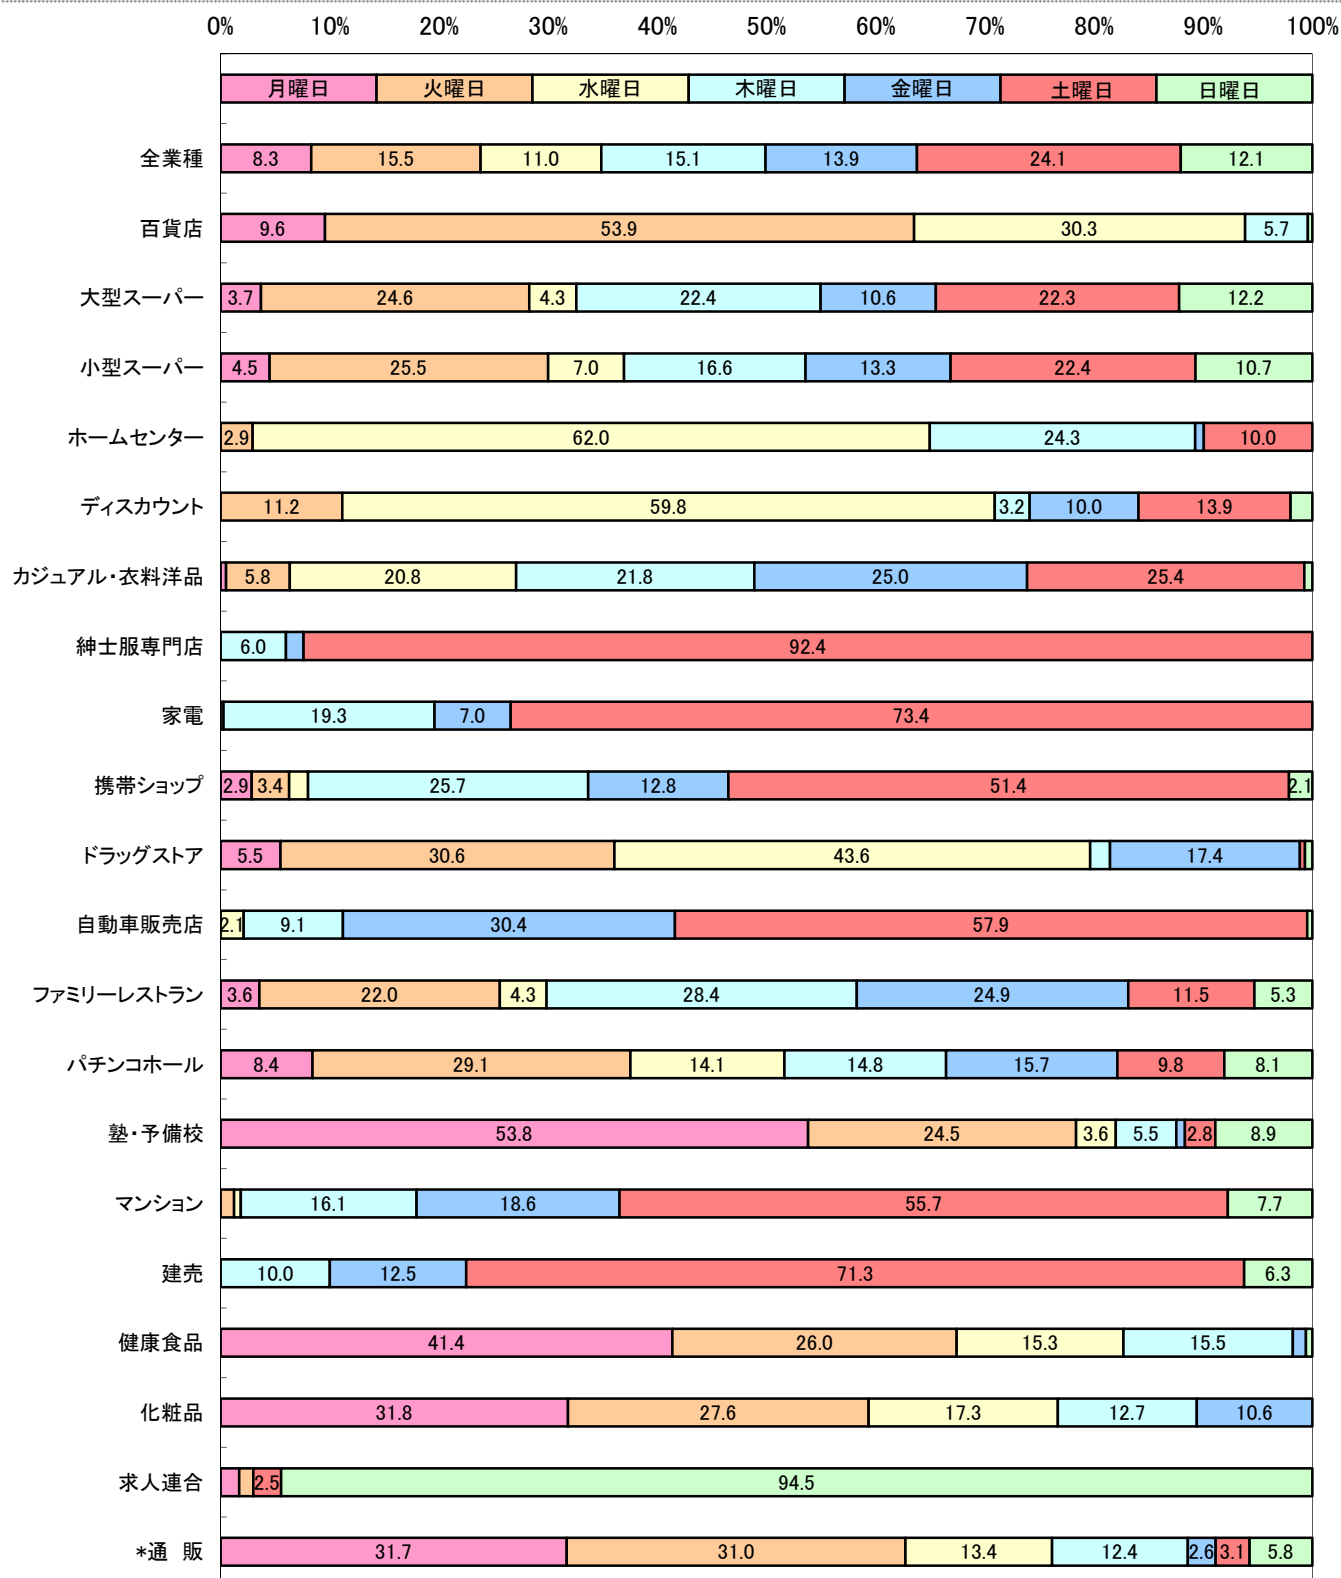 0% 10% 20% 30% 40% 50% 60% 70% 80% 90% 100%
月曜日 火曜日 水曜日 木曜日 金曜日 土曜日 日曜日
全業種 8.3 15.5 11.0 15.1 13.9 24.1 12.1
百貨店 9.6 53.9 30.3 5.7
大型スーパー 3.7 24.6 4.3 22.4 10.6 22.3 12.2
小型スーパー 4.5 25.5 7.0 16.6 13.3 22.4 10.7
ホームセンター 2.9 62.0 24.3 10.0
ディスカウント 11.2 59.8 3.2 10.0 13.9
カジュアル・衣料洋品 5.8 20.8 21.8 25.0 25.4
紳士服専門店 6.0 92.4
家電 19.3 7.0 73.4
携帯ショップ 2.9 3.4 25.7 12.8 51.4 2.1
ドラッグストア 5.5 30.6 43.6 17.4
自動車販売店 2.1 9.1 30.4 57.9
ファミリーレストラン 3.6 22.0 4.3 28.4 24.9 11.5 5.3
パチンコホール 8.4 29.1 14.1 14.8 15.7 9.8 8.1
塾・予備校 53.8 24.5 3.6 5.5 2.8 8.9
マンション 16.1 18.6 55.7 7.7
建売 10.0 12.5 71.3 6.3
健康食品 41.4 26.0 15.3 15.5
化粧品 31.8 27.6 17.3 12.7 10.6
求人連合 2.5 94.5
*通　販 31.7 31.0 13.4 12.4 2.6 3.1 5.8